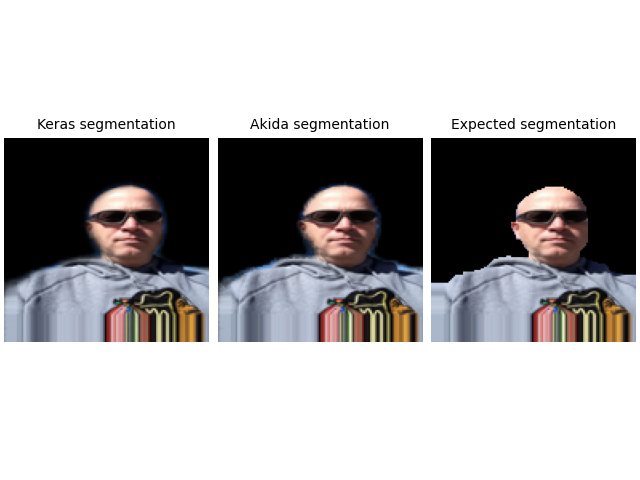 Keras segmentation
Akida segmentation
Expected segmentation